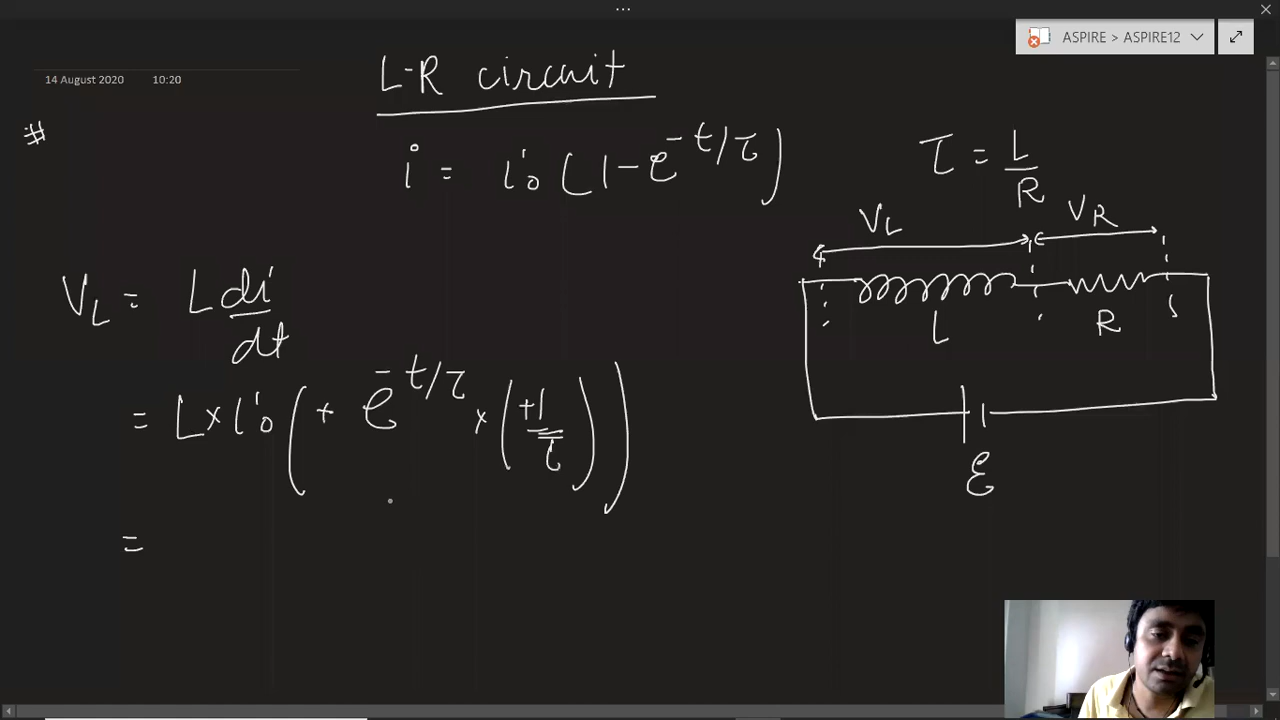 ASPIRE > ASPIRE12
14 August 2020 10:20
L-R circuit
#
i = i₀ (1 - e^{-t/τ})
τ = L/R
V_L V_R
V_L = L di/dt
L R
= L × i₀ (+ e^{-t/τ} × (+1/τ))
ε
=